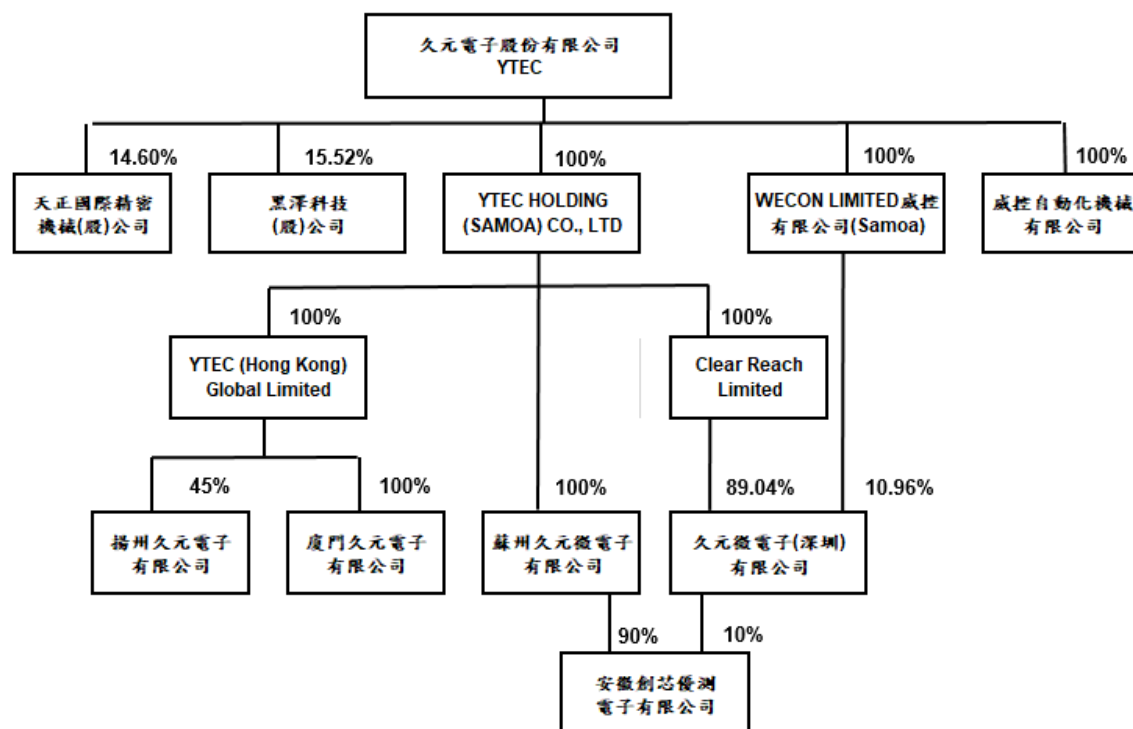 久元電子股份有限公司
YTEC
14.60%
15.52%
100%
100%
100%
天正國際精密
機械(股)公司
黑澤科技
(股)公司
YTEC HOLDING
(SAMOA) CO., LTD
WECON LIMITED威控
有限公司(Samoa)
威控自動化機械
有限公司
100%
100%
YTEC (Hong Kong)
Global Limited
Clear Reach
Limited
45%
100%
100%
89.04%
10.96%
揚州久元電子
有限公司
廈門久元電子
有限公司
蘇州久元微電子
有限公司
久元微電子(深圳)
有限公司
90%
10%
安徽創芯優測
電子有限公司